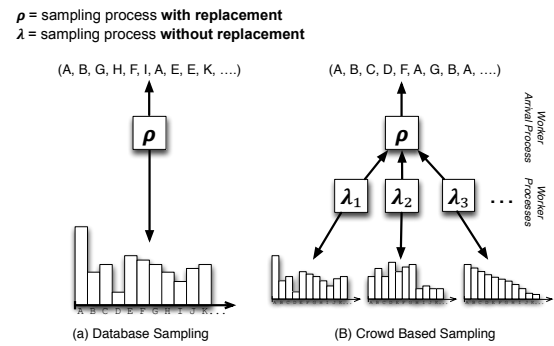 ρ = sampling process with replacement
λ = sampling process without replacement
(A, B, G, H, F, I, A, E, E, K, ....)
(A, B, C, D, F, A, G, B, A, ....)
ρ
ρ
Worker
Arrival Process
λ1
λ2
λ3
...
Worker
Processes
A B C D E F G H I J K...
(a) Database Sampling
(B) Crowd Based Sampling